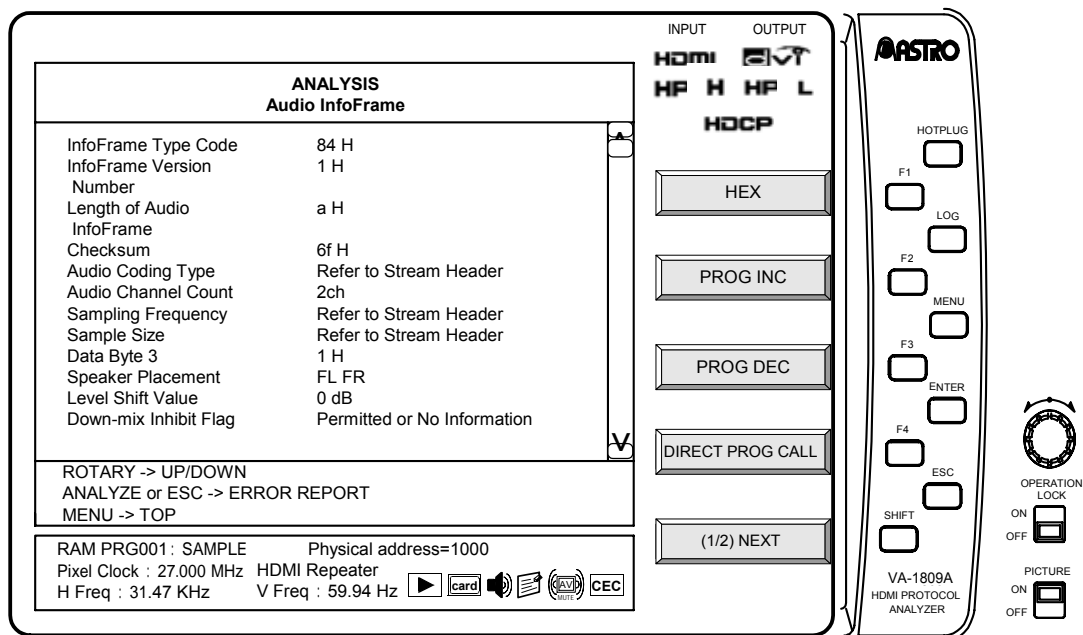 ANALYSIS
Audio InfoFrame
InfoFrame Type Code 84 H
InfoFrame Version 1 H
Number
Length of Audio a H
InfoFrame
Checksum 6f H
Audio Coding Type Refer to Stream Header
Audio Channel Count 2ch
Sampling Frequency Refer to Stream Header
Sample Size Refer to Stream Header
Data Byte 3 1 H
Speaker Placement FL FR
Level Shift Value 0 dB
Down-mix Inhibit Flag Permitted or No Information
ROTARY -> UP/DOWN
ANALYZE or ESC -> ERROR REPORT
MENU -> TOP
RAM PRG001 : SAMPLE Physical address=1000
Pixel Clock : 27.000 MHz HDMI Repeater
H Freq : 31.47 KHz V Freq : 59.94 Hz
card
AV
MUTE
CEC
INPUT OUTPUT
HDMI DVI
HP H HP L
HDCP
HEX
PROG INC
PROG DEC
DIRECT PROG CALL
(1/2) NEXT
ASTRO
HOTPLUG
F1
LOG
F2
MENU
F3
ENTER
F4
ESC
SHIFT
VA-1809A
HDMI PROTOCOL
ANALYZER
OPERATION
LOCK
ON
OFF
PICTURE
ON
OFF